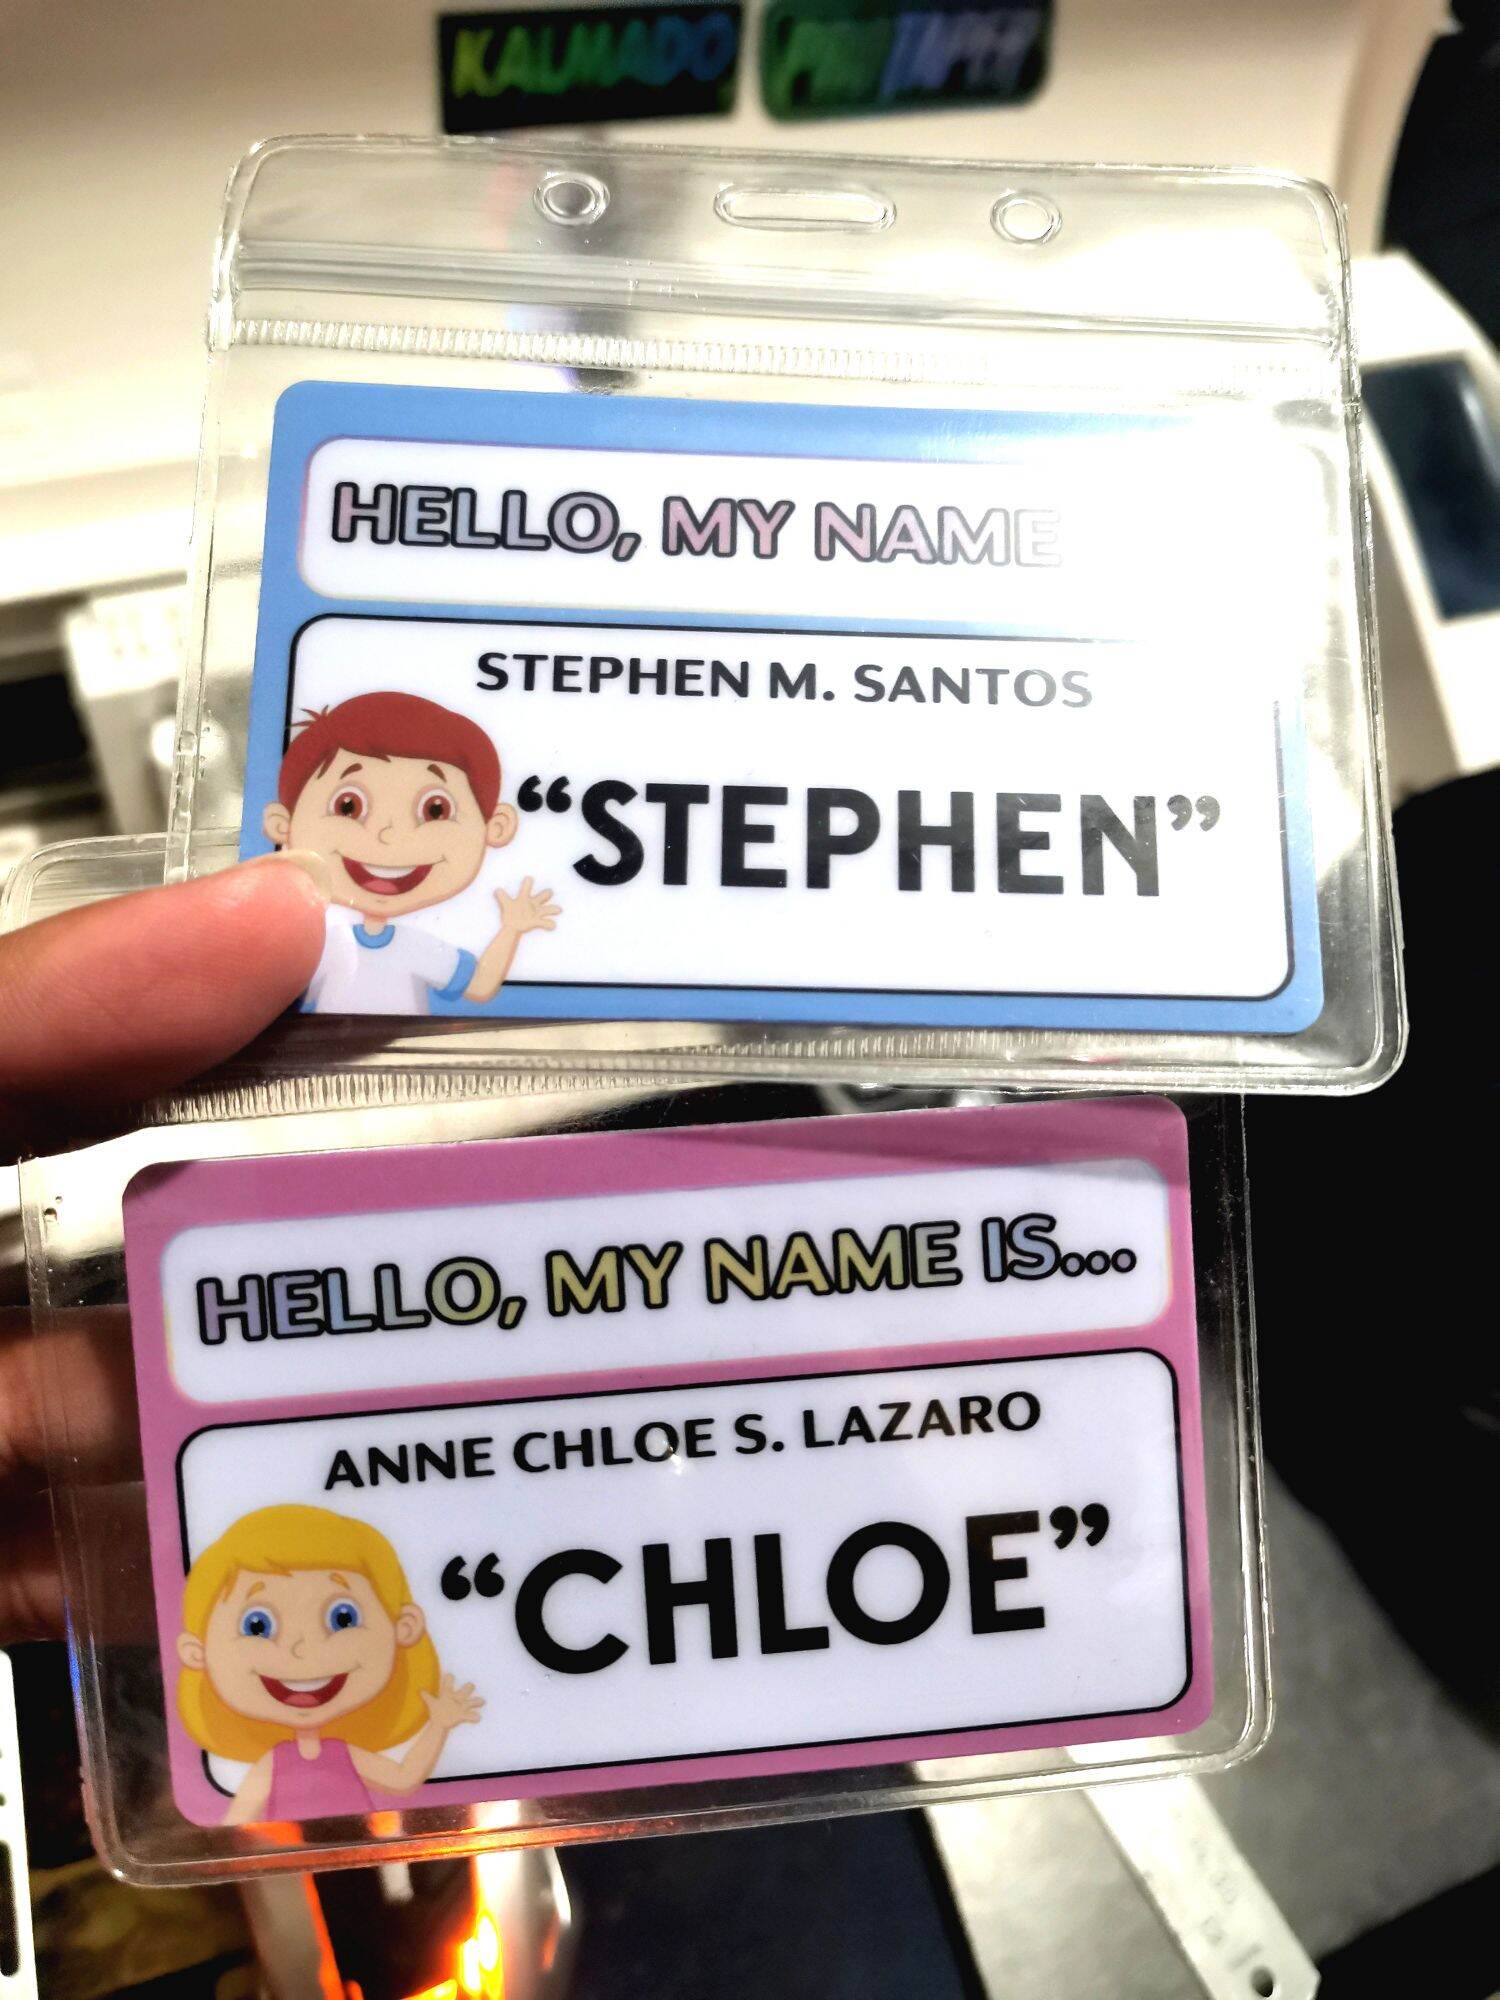 KALMADO
HELLO, MY NAME
STEPHEN M. SANTOS
“STEPHEN”
HELLO, MY NAME IS...
ANNE CHLOE S. LAZARO
“CHLOE”